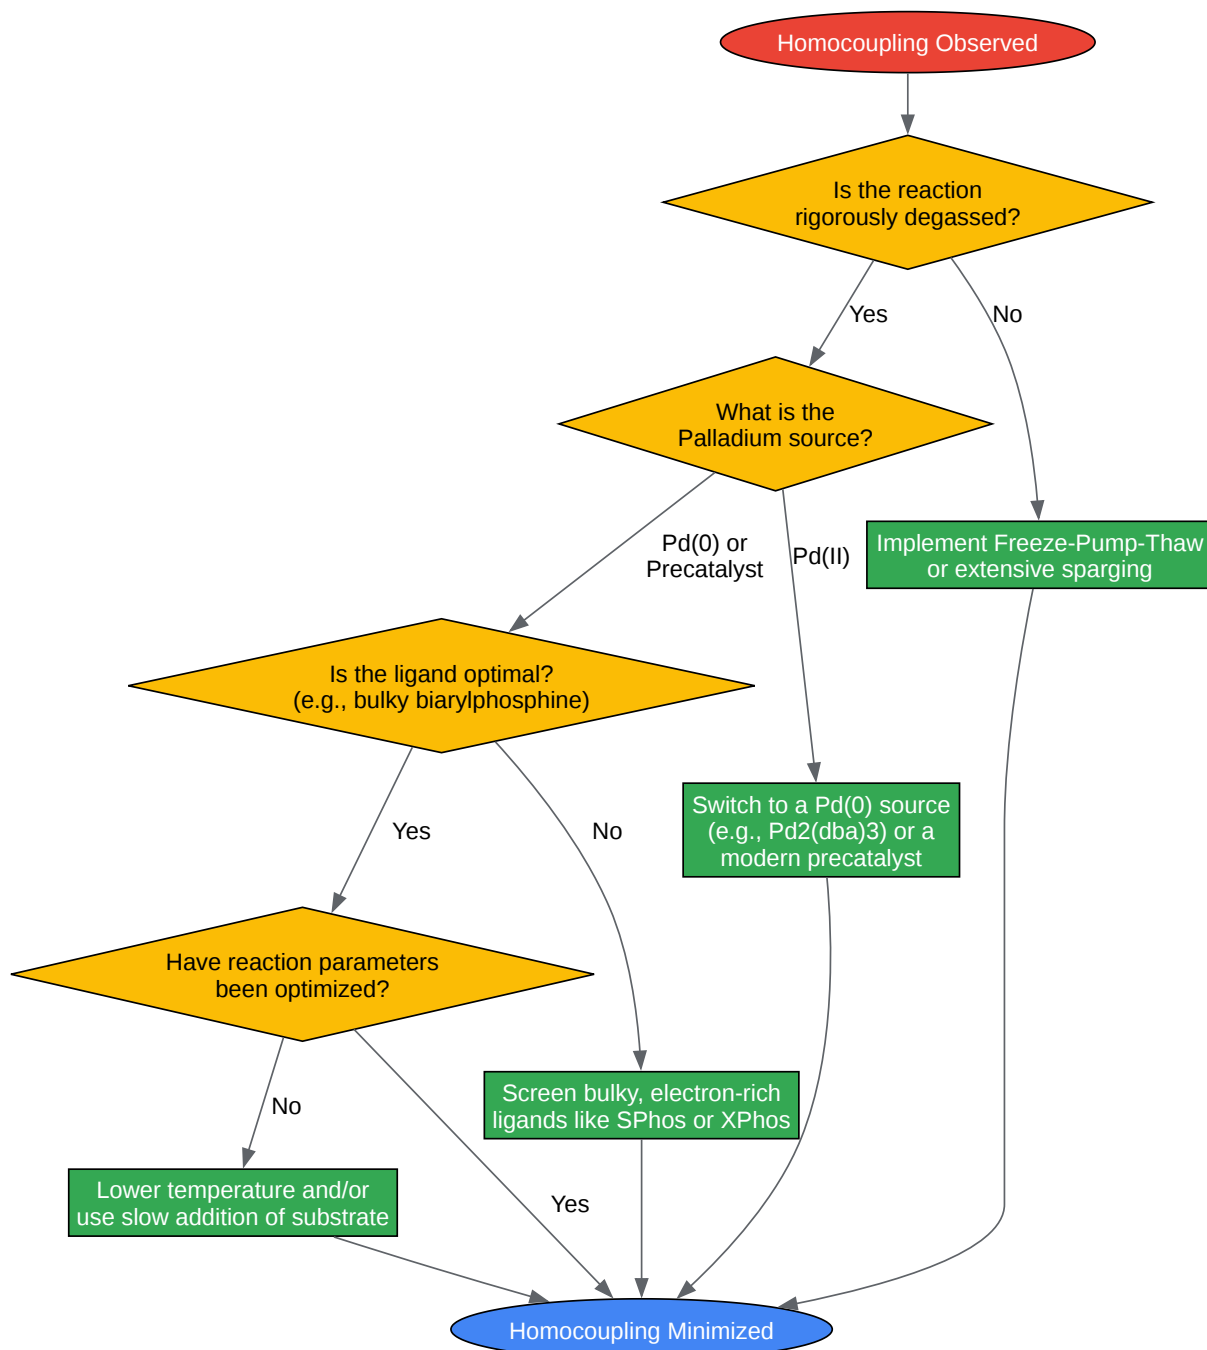 Homocoupling Observed
Is the reaction
rigorously degassed?
Yes
No
What is the
Palladium source?
Pd(0) or
Precatalyst
Pd(II)
Implement Freeze-Pump-Thaw
or extensive sparging
Is the ligand optimal?
(e.g., bulky biarylphosphine)
Yes
No
Switch to a Pd(0) source
(e.g., Pd2(dba)3) or a
modern precatalyst
Have reaction parameters
been optimized?
No
Yes
Screen bulky, electron-rich
ligands like SPhos or XPhos
Lower temperature and/or
use slow addition of substrate
Homocoupling Minimized